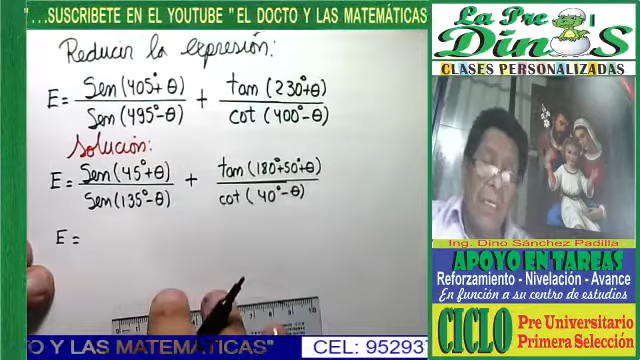 "...SUSCRIBETE EN EL YOUTUBE "EL DOCTO Y LAS MATEMÁTICAS
La Pre
DinoS
CLASES PERSONALIZADAS
Reducir la expresión:
E = Sen(405°+θ)/Sen(495°-θ) + tan(230°+θ)/cot(400°-θ)
Solución:
E = Sen(45°+θ)/Sen(135°-θ) + tan(180°+50°+θ)/cot(40°-θ)
E =
Ing. Dino Sánchez Padilla
APOYO EN TAREAS
Reforzamiento - Nivelación - Avance
En función a su centro de estudios
CICLO Pre Universitario
Primera Selección
O Y LAS MATEMÁTICAS" CEL: 952937